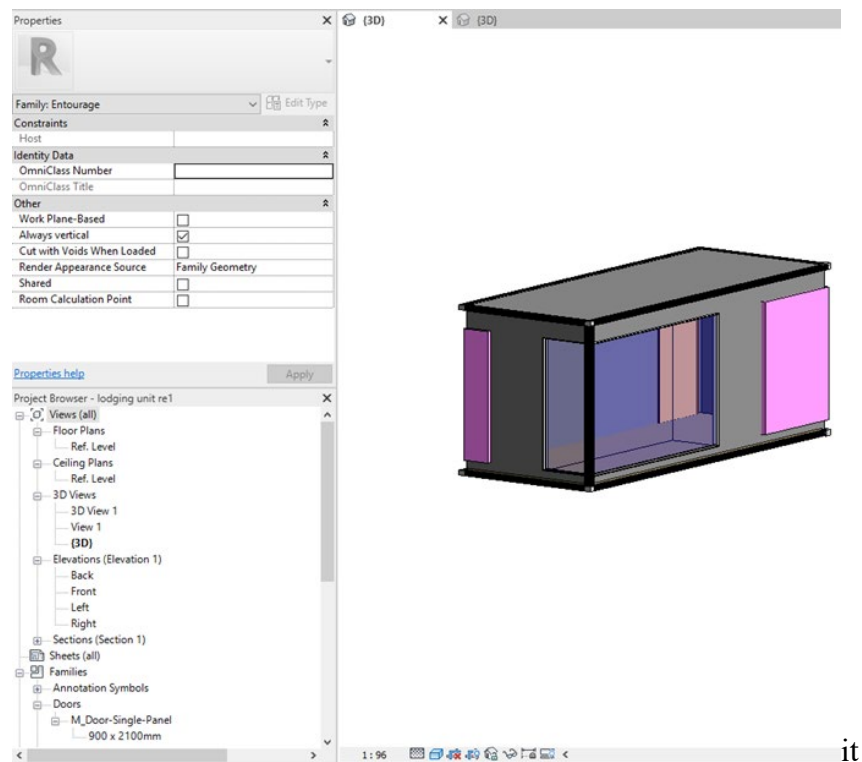 Properties
{3D}
{3D}
R
Family: Entourage
Edit Type
Constraints
Host
Identity Data
OmniClass Number
OmniClass Title
Other
Work Plane-Based
Always vertical
Cut with Voids When Loaded
Render Appearance Source Family Geometry
Shared
Room Calculation Point
Properties help
Apply
Project Browser - lodging unit re1
Views (all)
Floor Plans
Ref. Level
Ceiling Plans
Ref. Level
3D Views
3D View 1
View 1
{3D}
Elevations (Elevation 1)
Back
Front
Left
Right
Sections (Section 1)
Sheets (all)
Families
Annotation Symbols
Doors
M_Door-Single-Panel
900 x 2100mm
1 : 96
it